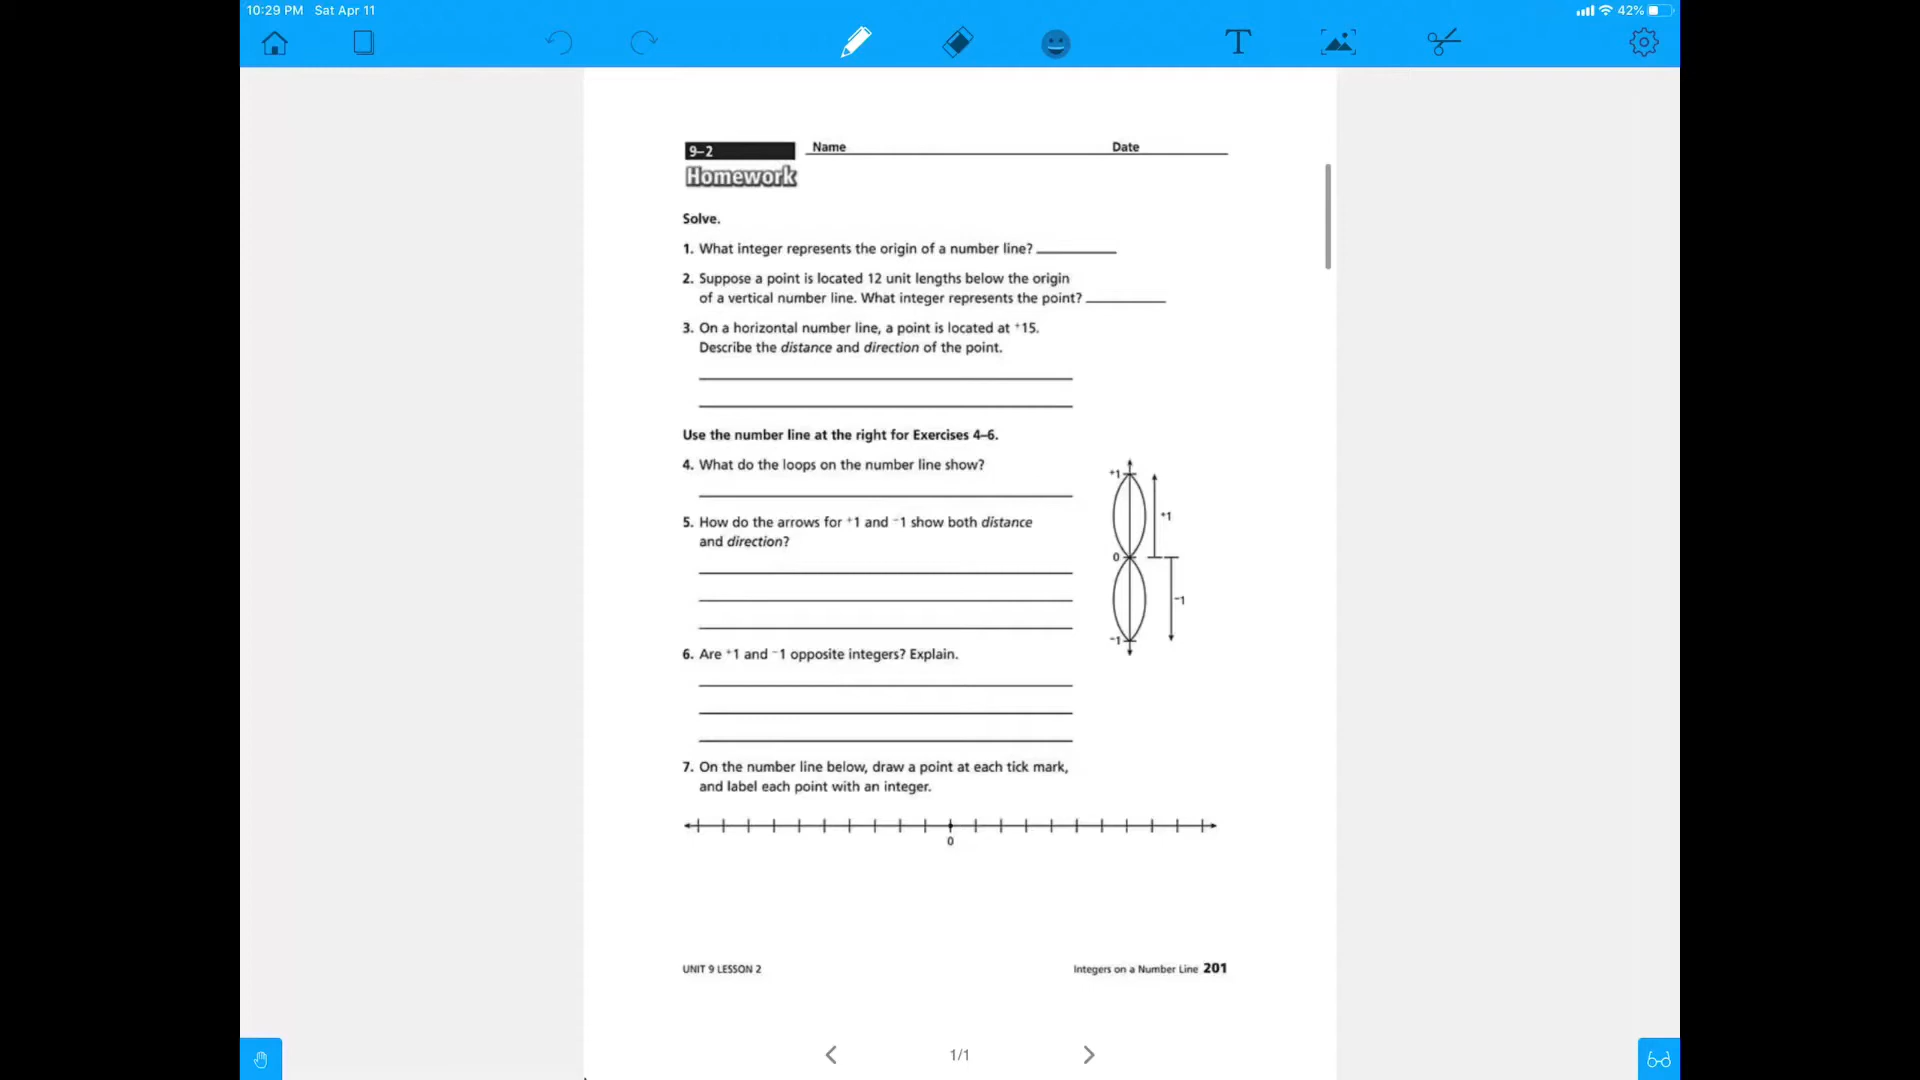 10:29 PM Sat Apr 11
42%
T
9–2
Name
Date
Homework
Solve.
1. What integer represents the origin of a number line?
2. Suppose a point is located 12 unit lengths below the origin
of a vertical number line. What integer represents the point?
3. On a horizontal number line, a point is located at ⁺15.
Describe the distance and direction of the point.
Use the number line at the right for Exercises 4–6.
4. What do the loops on the number line show?
5. How do the arrows for ⁺1 and ⁻1 show both distance
and direction?
⁺1
⁺1
0
⁻1
⁻1
6. Are ⁺1 and ⁻1 opposite integers? Explain.
7. On the number line below, draw a point at each tick mark,
and label each point with an integer.
0
UNIT 9 LESSON 2
Integers on a Number Line 201
1/1